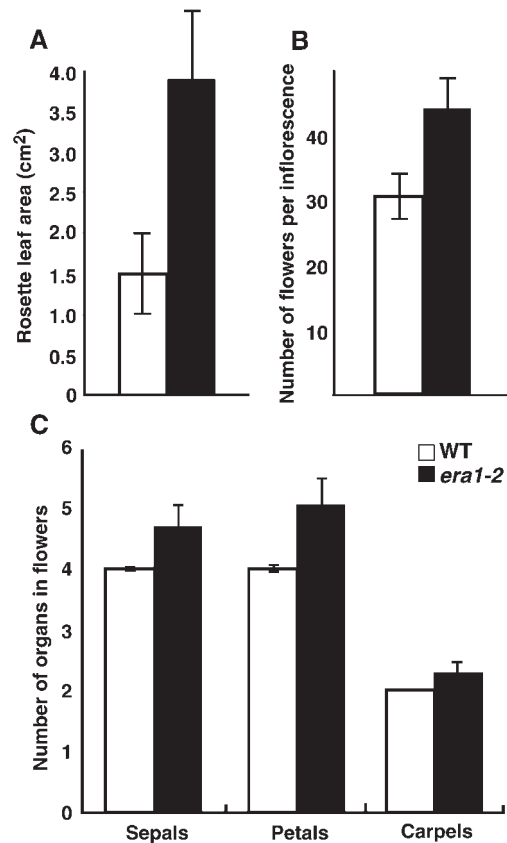 A
Rosette leaf area (cm²)
4.0
3.5
3.0
2.5
2.0
1.5
1.0
0.5
0
B
Number of flowers per inflorescence
40
30
20
10
C
Number of organs in flowers
6
5
4
3
2
1
0
WT
era1-2
Sepals Petals Carpels